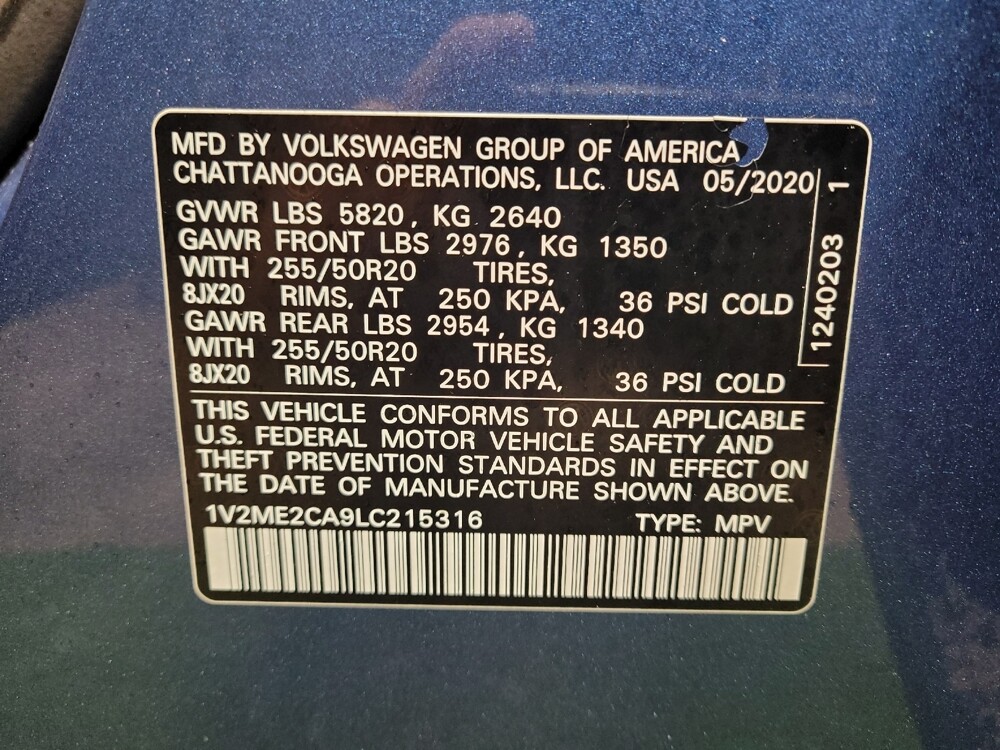 MFD BY VOLKSWAGEN GROUP OF AMERICA
CHATTANOOGA OPERATIONS, LLC. USA 05/2020
GVWR LBS 5820, KG 2640
GAWR FRONT LBS 2976, KG 1350
WITH 255/50R20 TIRES,
8JX20 RIMS, AT 250 KPA, 36 PSI COLD
GAWR REAR LBS 2954, KG 1340
WITH 255/50R20 TIRES,
8JX20 RIMS, AT 250 KPA, 36 PSI COLD
1240203 1
THIS VEHICLE CONFORMS TO ALL APPLICABLE
U.S. FEDERAL MOTOR VEHICLE SAFETY AND
THEFT PREVENTION STANDARDS IN EFFECT ON
THE DATE OF MANUFACTURE SHOWN ABOVE.
1V2ME2CA9LC215316 TYPE: MPV